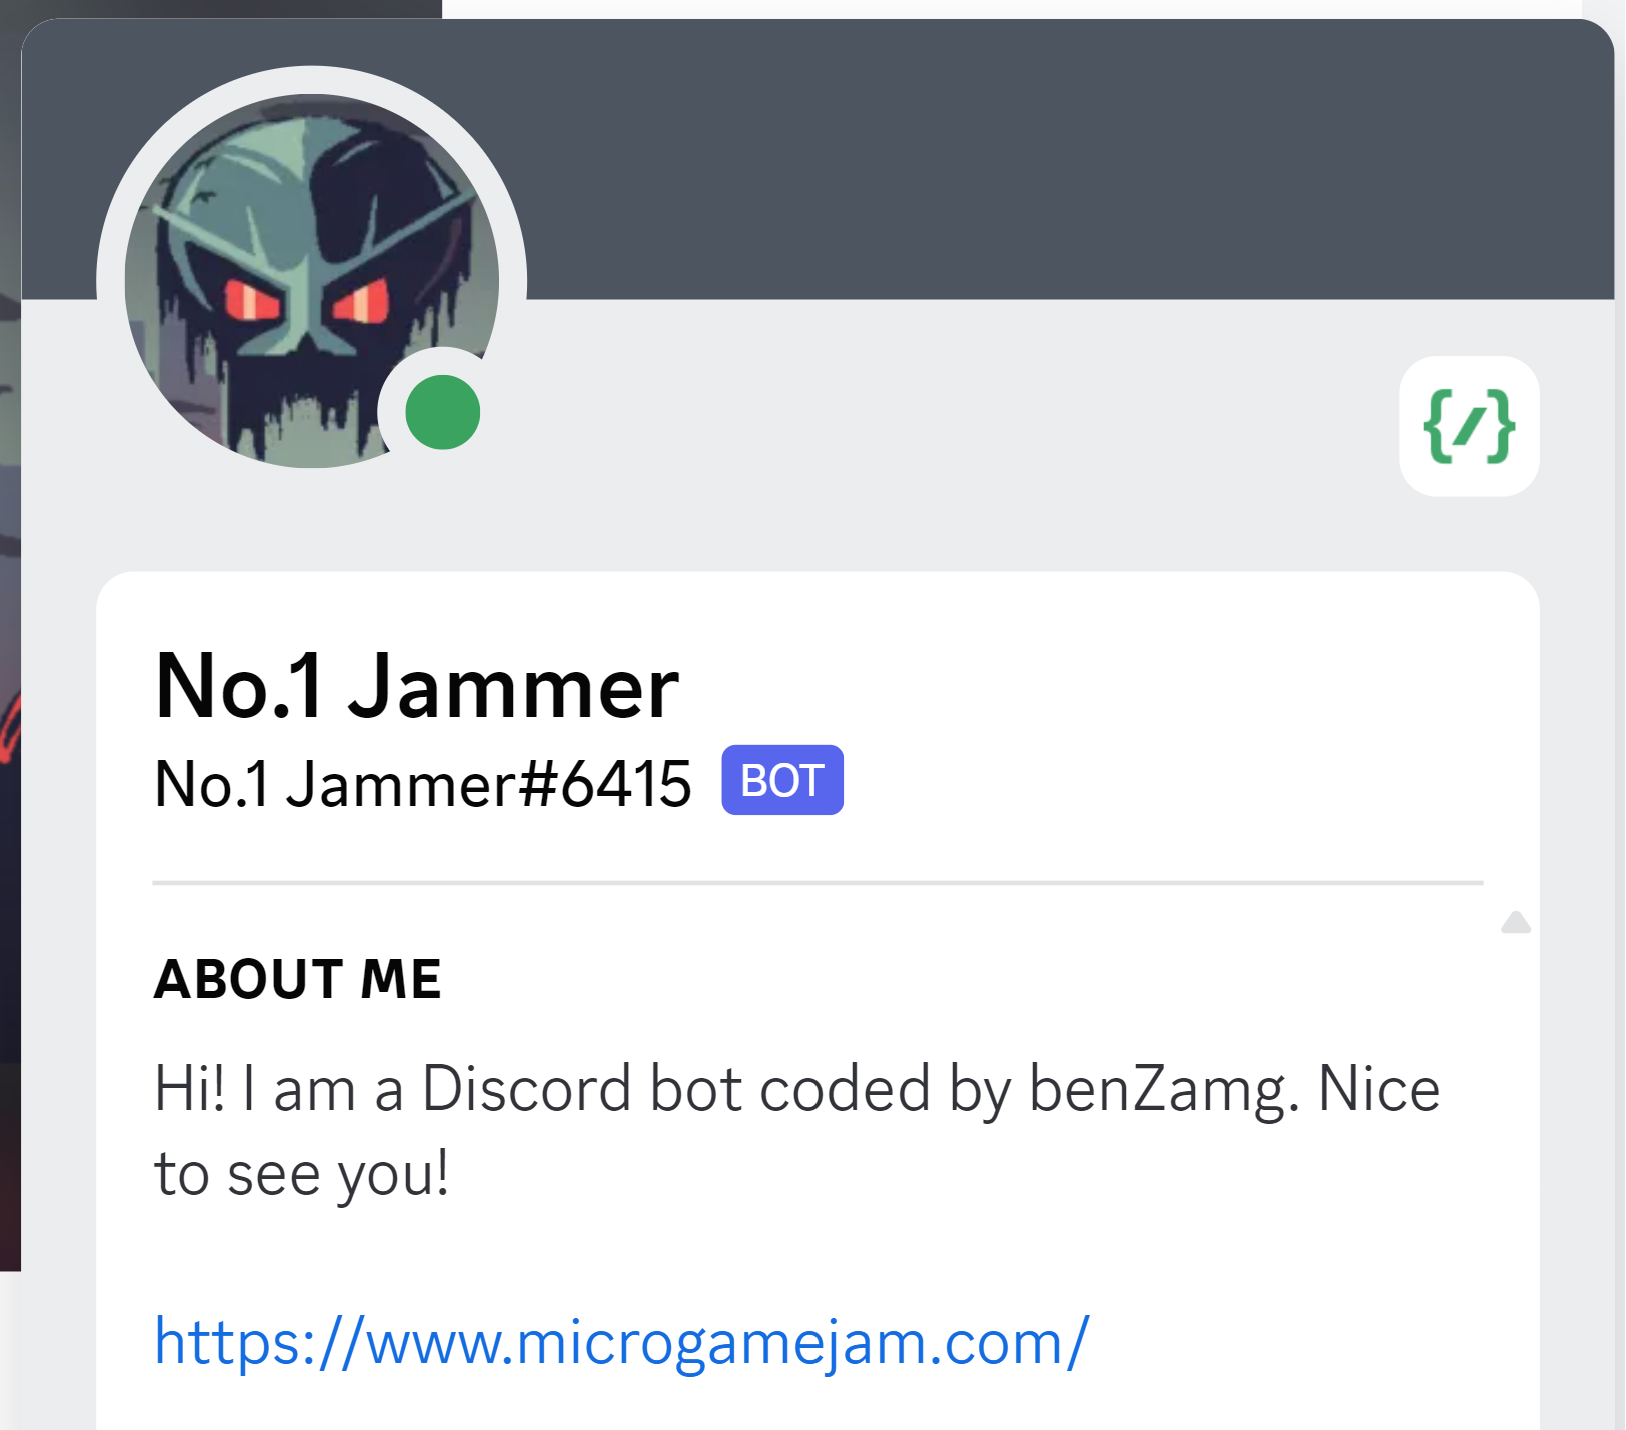 No.1 Jammer
No.1 Jammer#6415 BOT
ABOUT ME
Hi! I am a Discord bot coded by benZamg. Nice
to see you!
https://www.microgamejam.com/